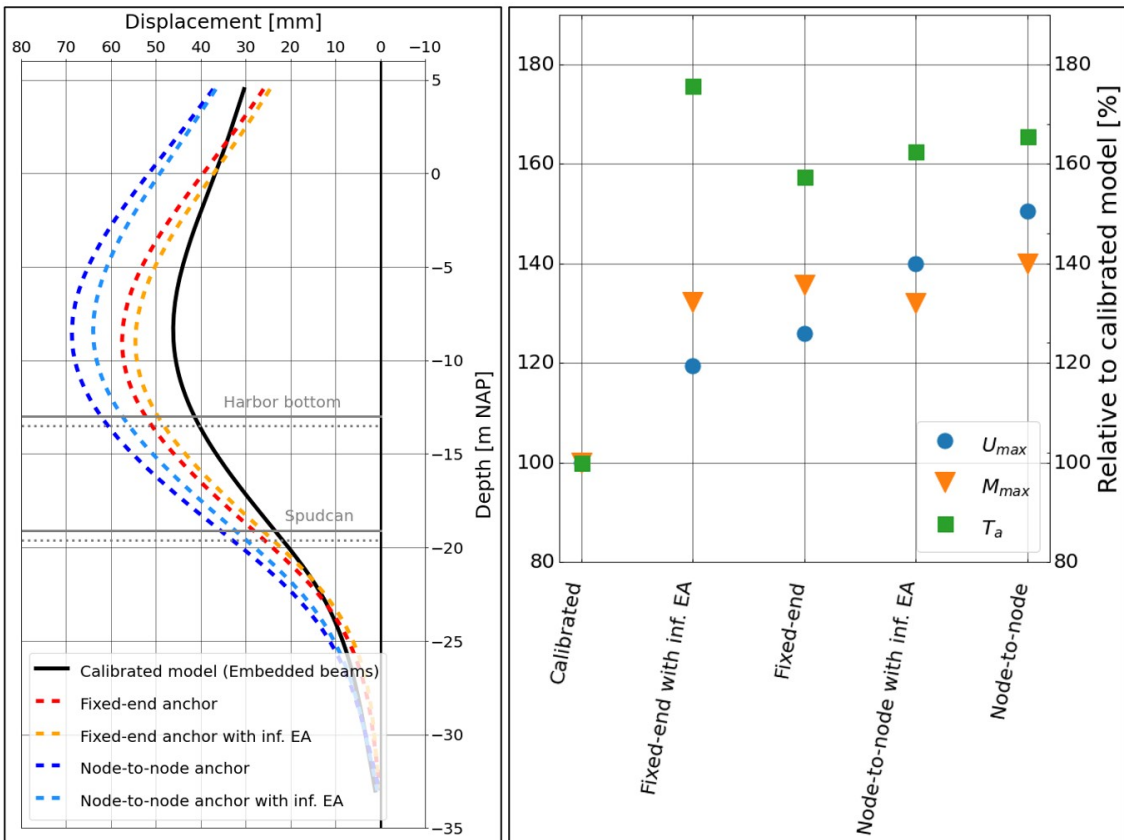 Displacement [mm]
80 70 60 50 40 30 20 10 0 −10
5
0
−5
−10
−15
−20
−25
−30
−35
Depth [m NAP]
Harbor bottom
Spudcan
Calibrated model (Embedded beams)
Fixed-end anchor
Fixed-end anchor with inf. EA
Node-to-node anchor
Node-to-node anchor with inf. EA
180
160
140
120
100
80
180
160
140
120
100
80
Relative to calibrated model [%]
U_max
M_max
T_a
Calibrated
Fixed-end with inf. EA
Fixed-end
Node-to-node with inf. EA
Node-to-node